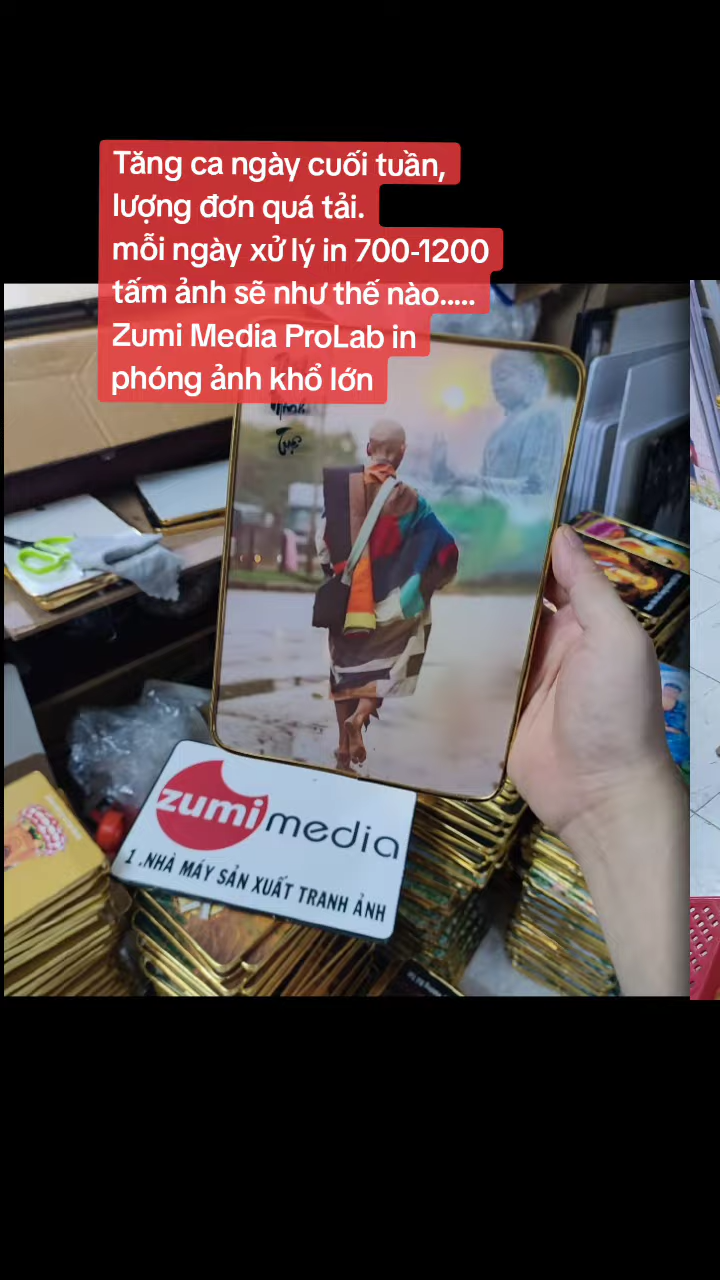 Tăng ca ngày cuối tuần,
lượng đơn quá tải.
mỗi ngày xử lý in 700-1200
tấm ảnh sẽ như thế nào.....
Zumi Media ProLab in
phóng ảnh khổ lớn
zumi media
1 .NHÀ MÁY SẢN XUẤT TRANH ẢNH